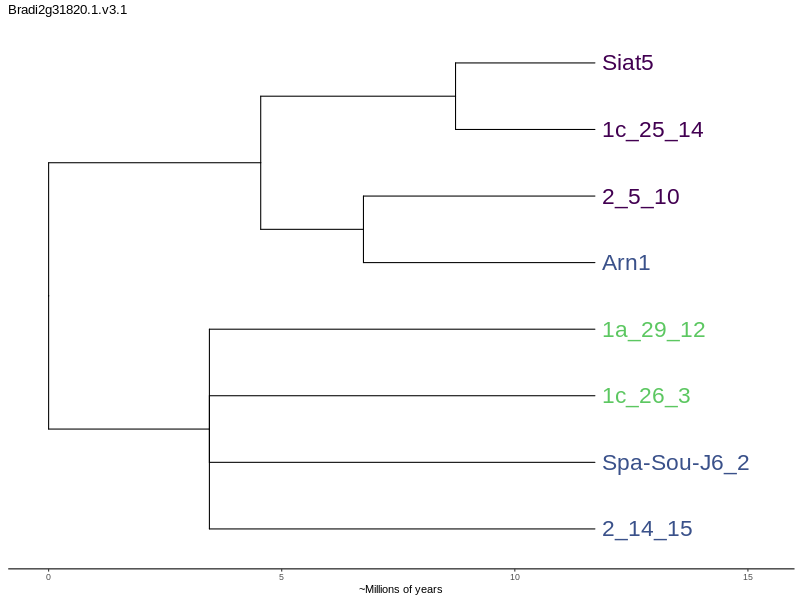 Bradi2g31820.1.v3.1
Siat5
1c_25_14
2_5_10
Arn1
1a_29_12
1c_26_3
Spa-Sou-J6_2
2_14_15
0 5 10 15
~Millions of years